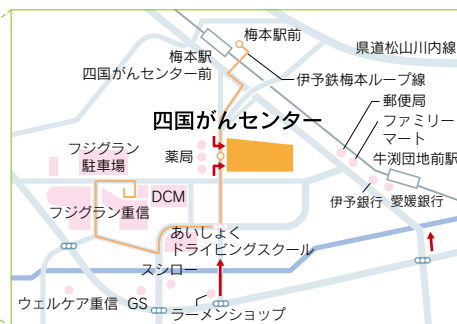 梅本駅前
県道松山川内線
梅本駅
四国がんセンター前
伊予鉄梅本ループ線
郵便局
四国がんセンター
ファミリー
マート
フジグラン
駐車場
薬局
牛渕団地前駅
DCM
伊予銀行
愛媛銀行
フジグラン重信
あいしょく
ドライビングスクール
スシロー
ウェルケア重信
GS
ラーメンショップ